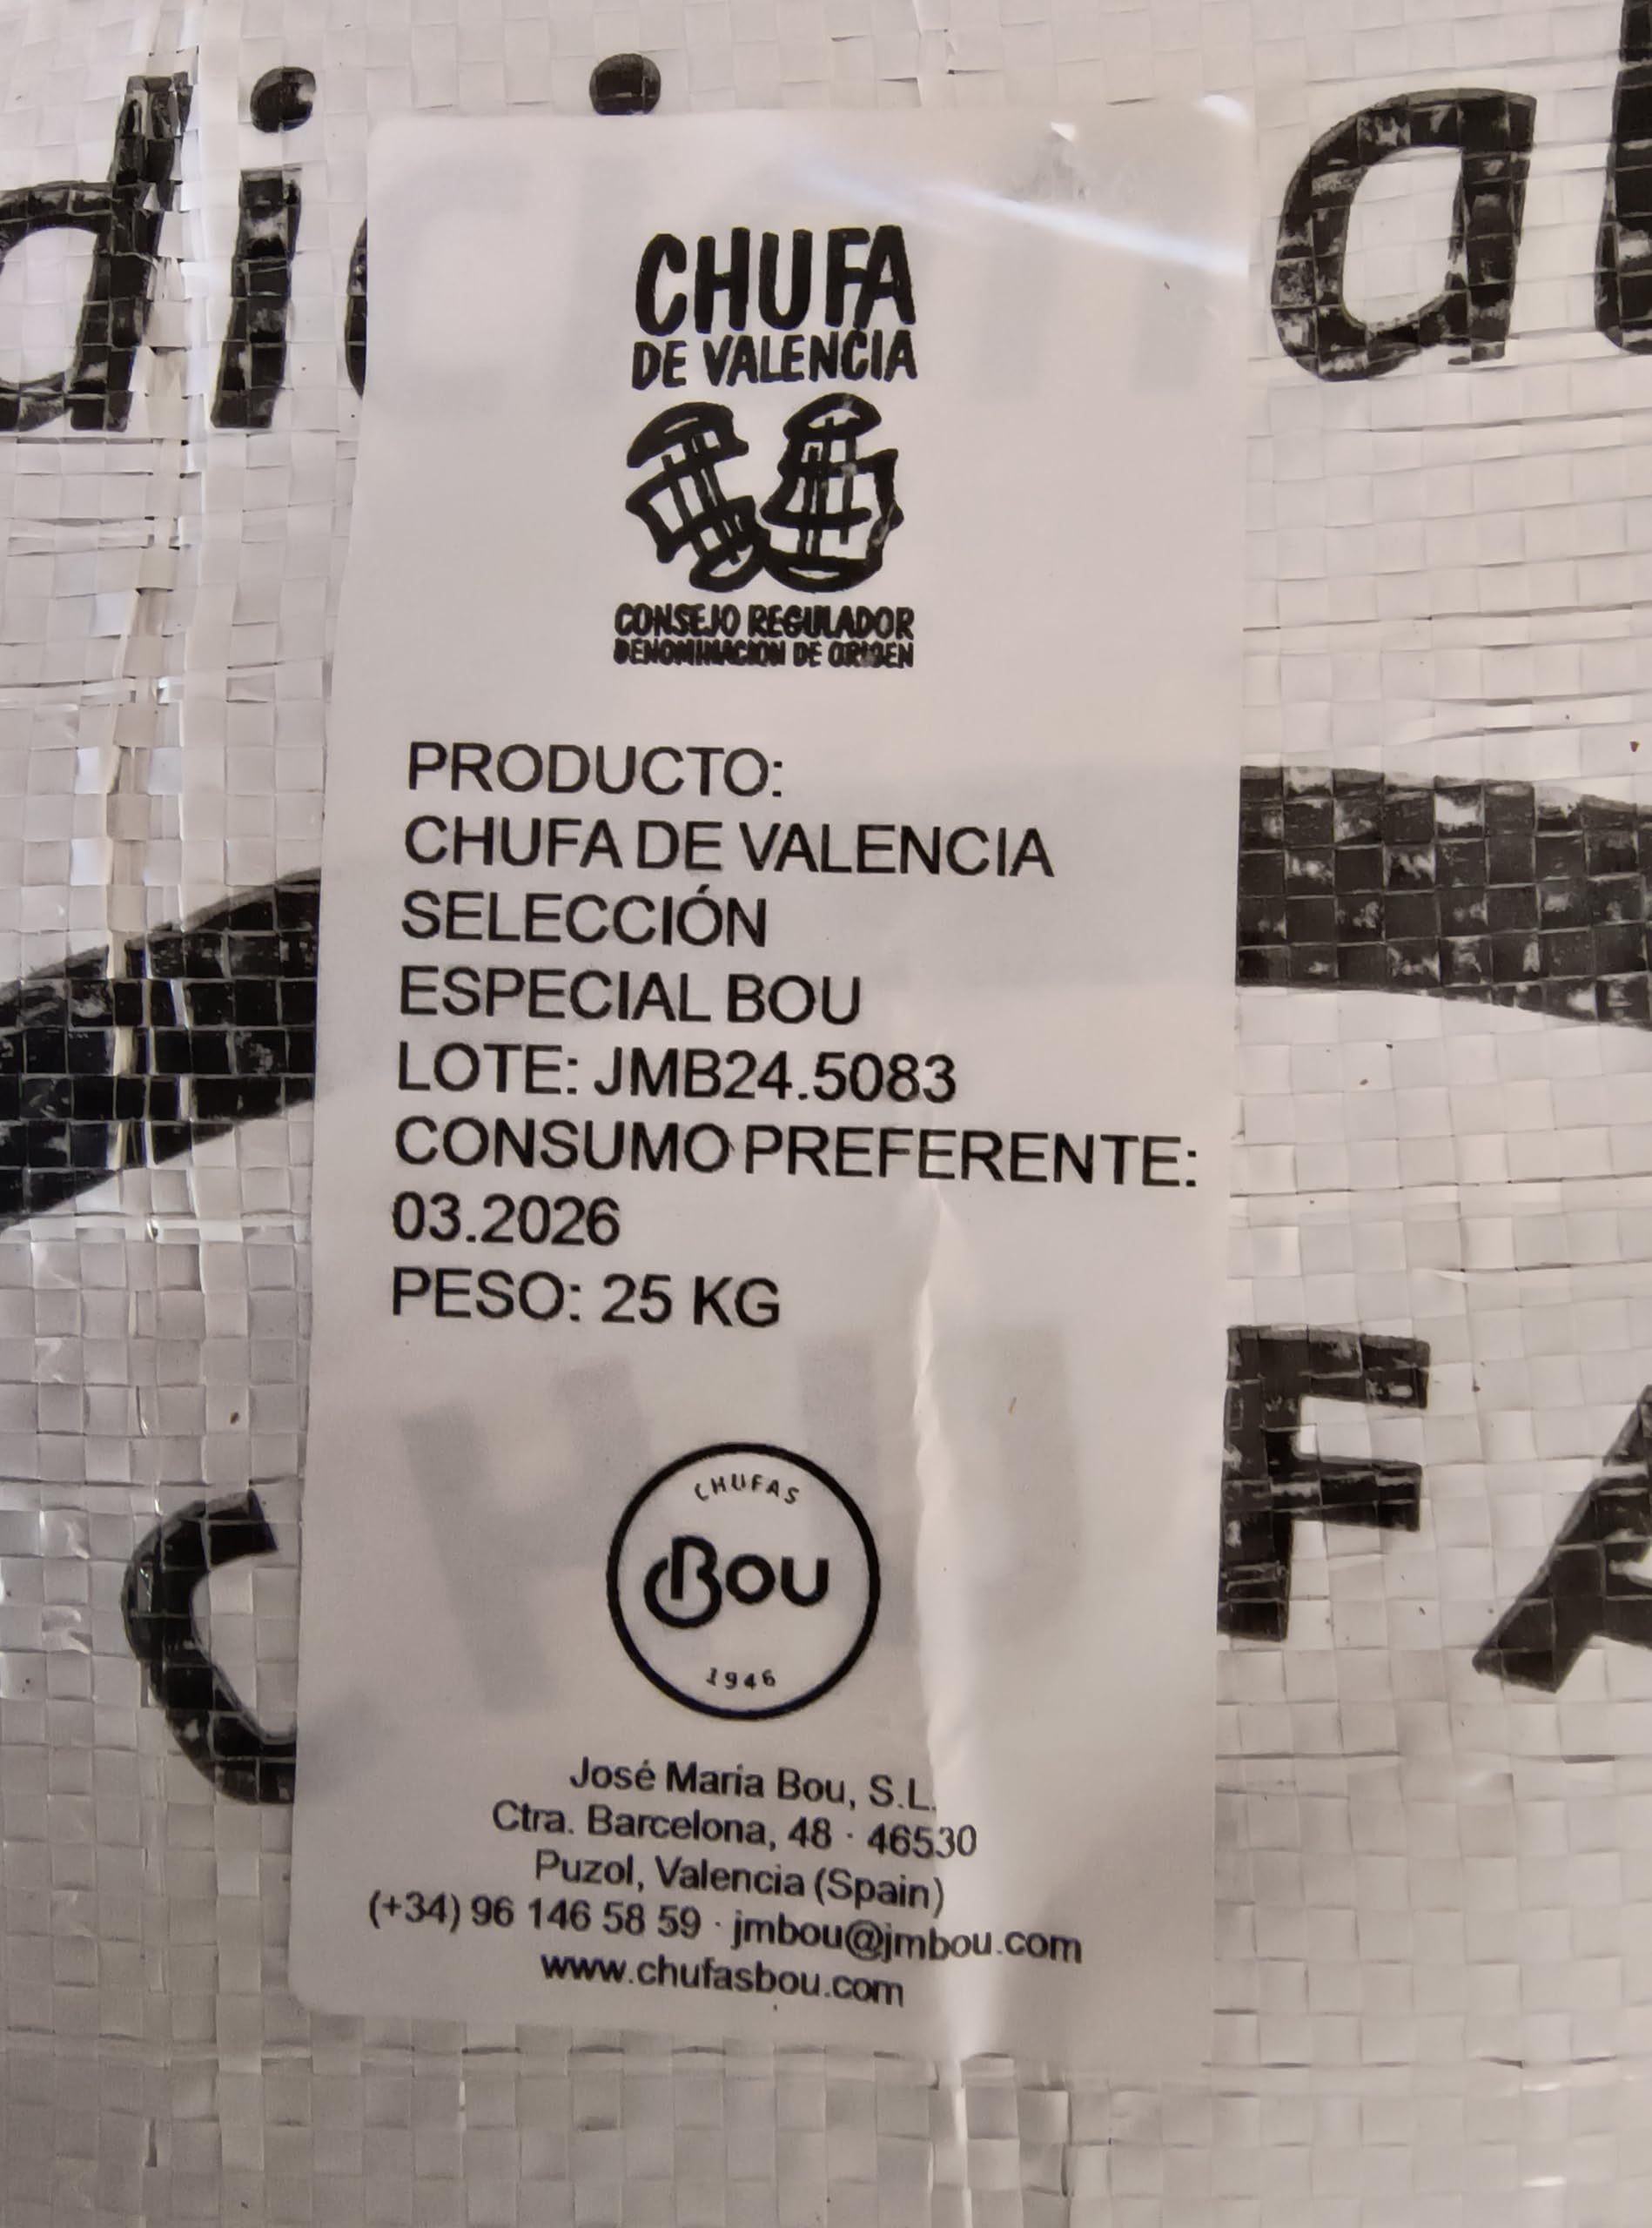 CHUFA
DE VALENCIA
CONSEJO REGULADOR
DENOMINACION DE ORIGEN
PRODUCTO:
CHUFA DE VALENCIA
SELECCIÓN
ESPECIAL BOU
LOTE: JMB24.5083
CONSUMO PREFERENTE:
03.2026
PESO: 25 KG
CHUFAS
BOU
1946
José Maria Bou, S.L.
Ctra. Barcelona, 48 · 46530
Puzol, Valencia (Spain)
(+34) 96 146 58 59 · jmbou@jmbou.com
www.chufasbou.com
CHUFA